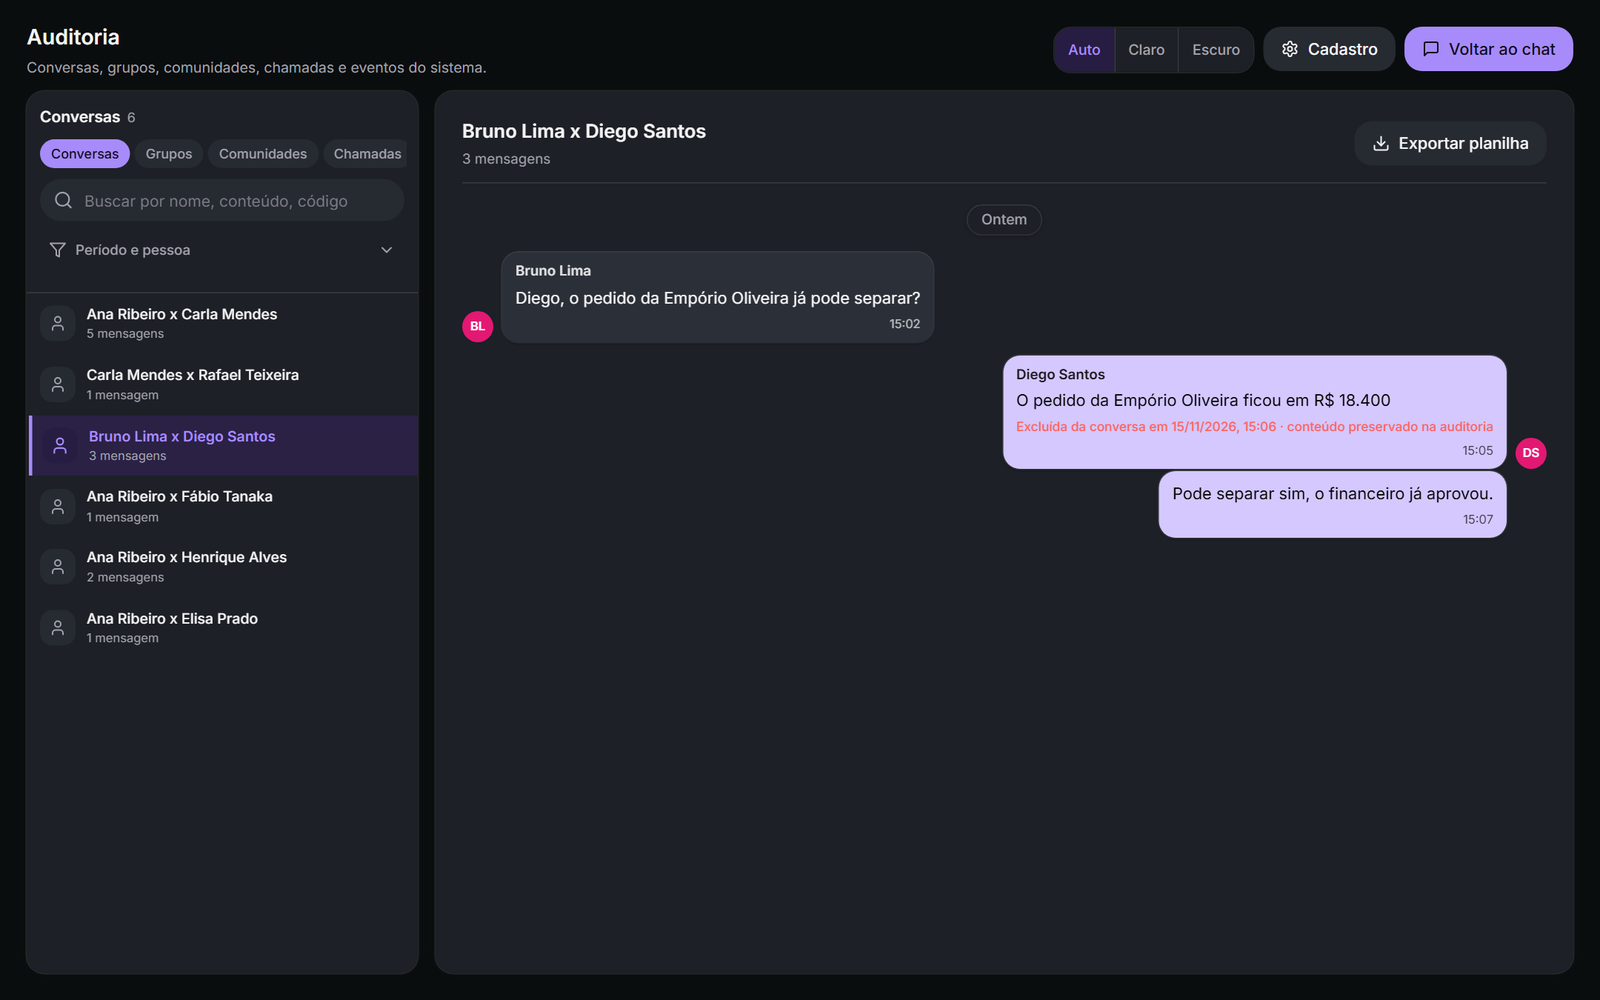 Auditoria
Conversas, grupos, comunidades, chamadas e eventos do sistema.
Auto
Claro
Escuro
Cadastro
Voltar ao chat
Conversas 6
Conversas
Grupos
Comunidades
Chamadas
Buscar por nome, conteúdo, código
Período e pessoa
Ana Ribeiro x Carla Mendes
5 mensagens
Carla Mendes x Rafael Teixeira
1 mensagem
Bruno Lima x Diego Santos
3 mensagens
Ana Ribeiro x Fábio Tanaka
1 mensagem
Ana Ribeiro x Henrique Alves
2 mensagens
Ana Ribeiro x Elisa Prado
1 mensagem
Bruno Lima x Diego Santos
3 mensagens
Exportar planilha
Ontem
Bruno Lima
Diego, o pedido da Empório Oliveira já pode separar?
15:02
BL
Diego Santos
O pedido da Empório Oliveira ficou em R$ 18.400
Excluída da conversa em 15/11/2026, 15:06 · conteúdo preservado na auditoria
15:05
DS
Pode separar sim, o financeiro já aprovou.
15:07